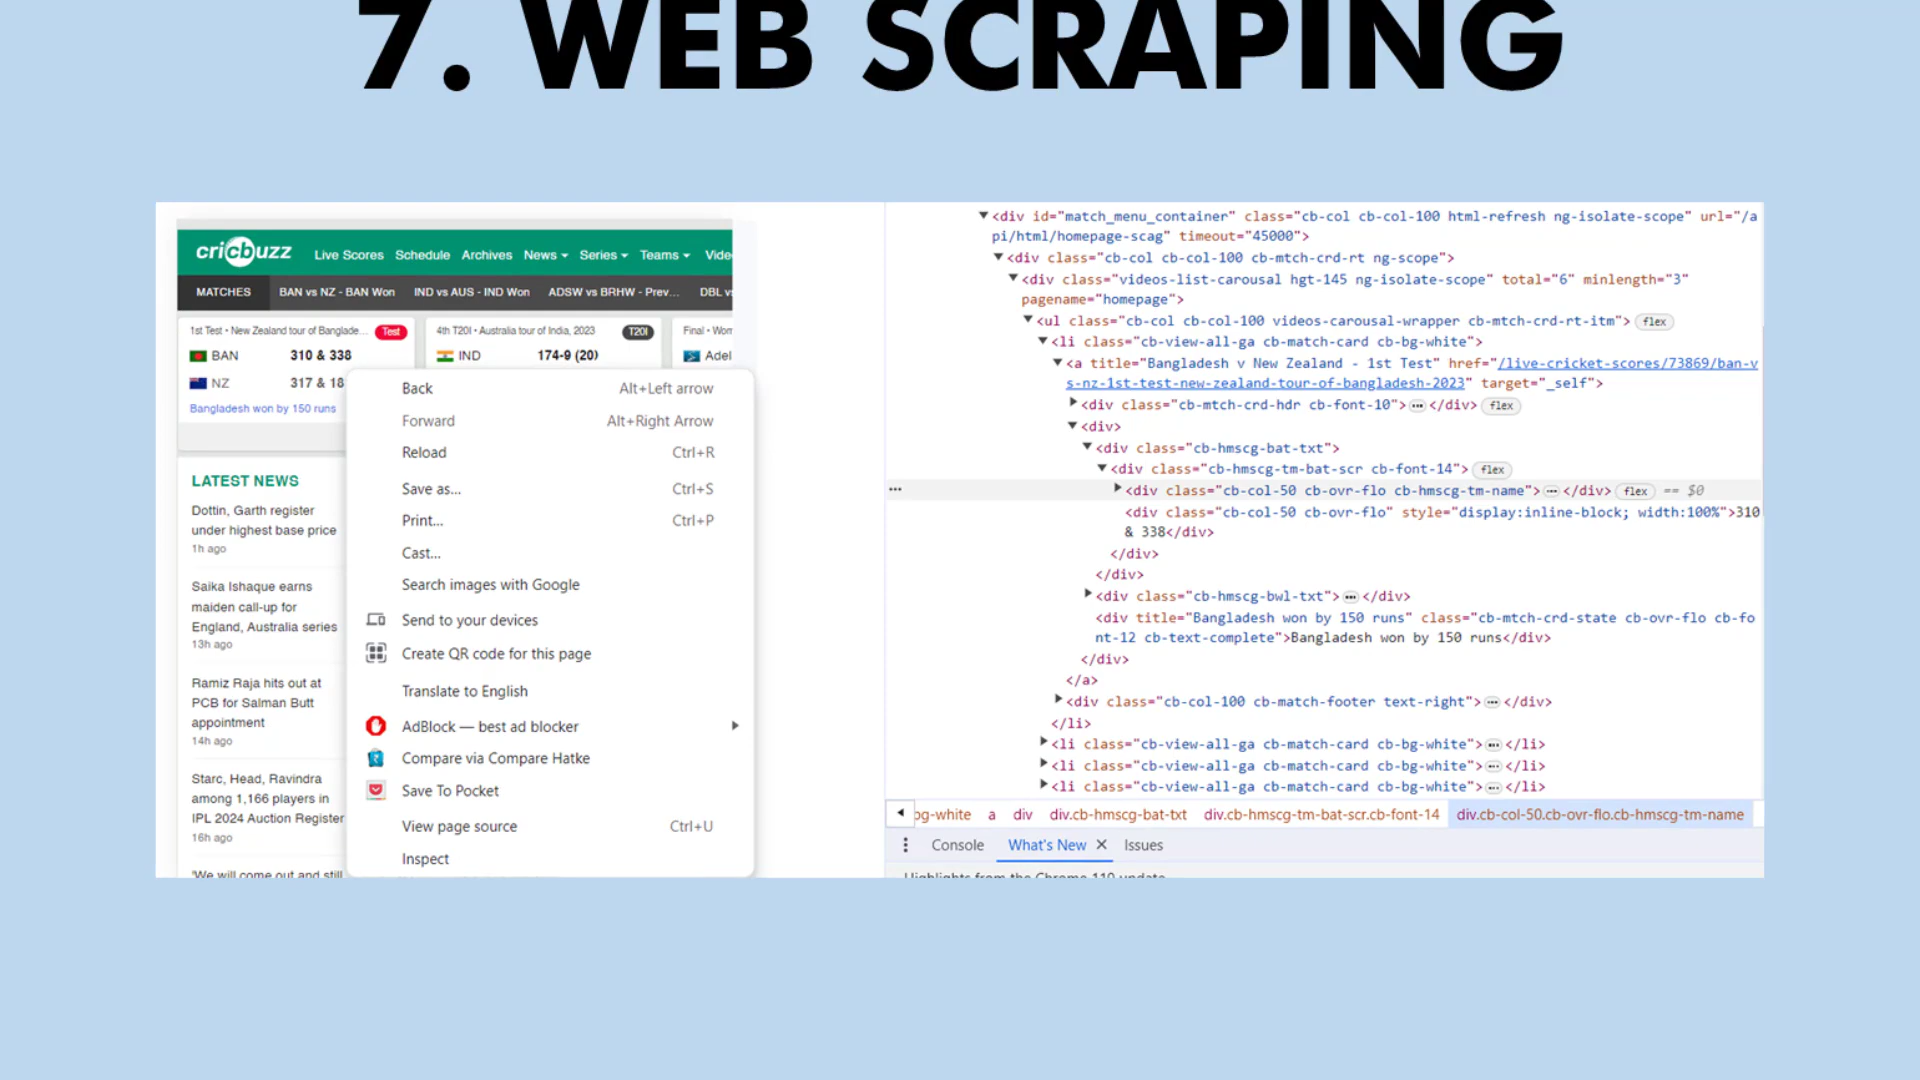 7. WEB SCRAPING
cricbuzz Live Scores Schedule Archives News Series Teams Vide
MATCHES BAN vs NZ - BAN Won IND vs AUS - IND Won ADSW vs BRHW - Prev... DBL v
1st Test • New Zealand tour of Banglade... Test
BAN 310 & 338
NZ 317 & 18
Bangladesh won by 150 runs
4th T20I • Australia tour of India, 2023 T20I
IND 174-9 (20)
Final • Wom
Adel
LATEST NEWS
Dottin, Garth register
under highest base price
1h ago
Saika Ishaque earns
maiden call-up for
England, Australia series
13h ago
Ramiz Raja hits out at
PCB for Salman Butt
appointment
14h ago
Starc, Head, Ravindra
among 1,166 players in
IPL 2024 Auction Register
16h ago
'We will come out and still
Back Alt+Left arrow
Forward Alt+Right Arrow
Reload Ctrl+R
Save as... Ctrl+S
Print... Ctrl+P
Cast...
Search images with Google
Send to your devices
Create QR code for this page
Translate to English
AdBlock — best ad blocker
Compare via Compare Hatke
Save To Pocket
View page source Ctrl+U
Inspect
<div id="match_menu_container" class="cb-col cb-col-100 html-refresh ng-isolate-scope" url="/a
pi/html/homepage-scag" timeout="45000">
<div class="cb-col cb-col-100 cb-mtch-crd-rt ng-scope">
<div class="videos-list-carousal hgt-145 ng-isolate-scope" total="6" minlength="3"
pagename="homepage">
<ul class="cb-col cb-col-100 videos-carousal-wrapper cb-mtch-crd-rt-itm"> flex
<li class="cb-view-all-ga cb-match-card cb-bg-white">
<a title="Bangladesh v New Zealand - 1st Test" href="/live-cricket-scores/73869/ban-v
s-nz-1st-test-new-zealand-tour-of-bangladesh-2023" target="_self">
<div class="cb-mtch-crd-hdr cb-font-10">…</div> flex
<div>
<div class="cb-hmscg-bat-txt">
<div class="cb-hmscg-tm-bat-scr cb-font-14"> flex
… <div class="cb-col-50 cb-ovr-flo cb-hmscg-tm-name">…</div> flex == $0
<div class="cb-col-50 cb-ovr-flo" style="display:inline-block; width:100%">310
& 338</div>
</div>
</div>
<div class="cb-hmscg-bwl-txt">…</div>
<div title="Bangladesh won by 150 runs" class="cb-mtch-crd-state cb-ovr-flo cb-fo
nt-12 cb-text-complete">Bangladesh won by 150 runs</div>
</div>
</a>
<div class="cb-col-100 cb-match-footer text-right">…</div>
</li>
<li class="cb-view-all-ga cb-match-card cb-bg-white">…</li>
<li class="cb-view-all-ga cb-match-card cb-bg-white">…</li>
<li class="cb-view-all-ga cb-match-card cb-bg-white">…</li>
bg-white a div div.cb-hmscg-bat-txt div.cb-hmscg-tm-bat-scr.cb-font-14 div.cb-col-50.cb-ovr-flo.cb-hmscg-tm-name
Console What's New Issues
Highlights from the Chrome 119 update